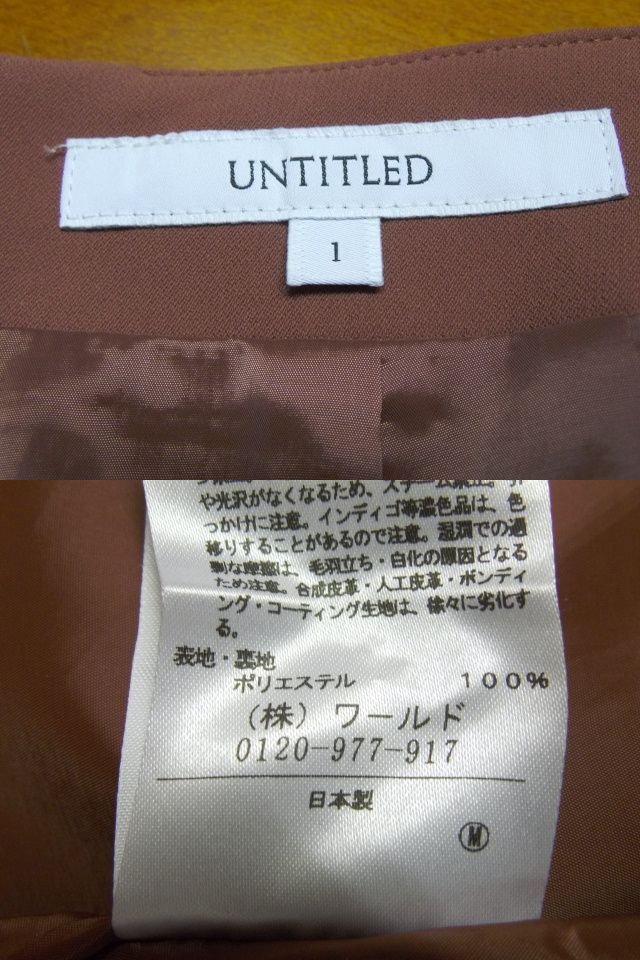 UNTITLED
1
や光沢がなくなるため、スチーム
っかけに注意。インディゴ等濃色品は、色
移りすることがあるので注意。湿潤での過
剰な摩擦は、毛羽立ち・白化の原因となる
ため注意。合成皮革・人工皮革・ボンディ
ング・コーティング生地は、徐々に劣化す
る。
表地・裏地
ポリエステル 100%
(株)ワールド
0120-977-917
日本製
M